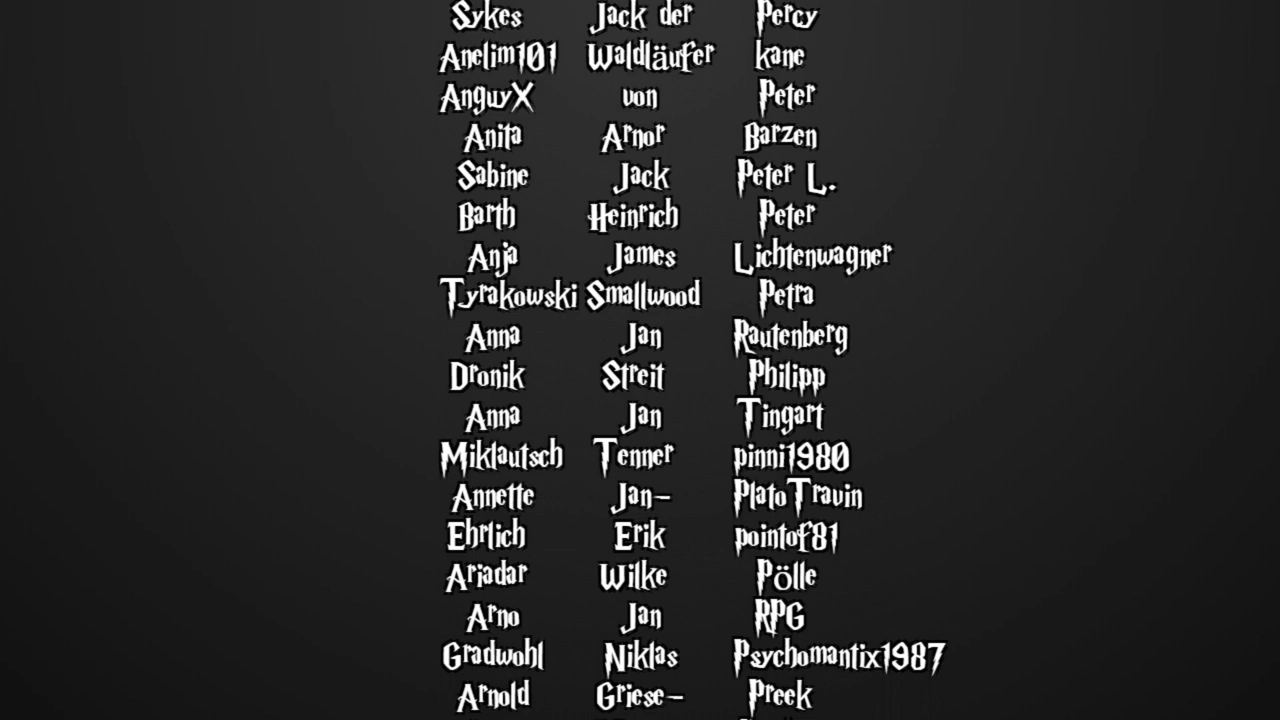 Sykes Jack der Percy
Anelim101 Waldläufer kane
AnguyX von Peter
Anita Arnor Barzen
Sabine Jack Peter L.
Barth Heinrich Peter
Anja James Lichtenwagner
Tyrakowski Smallwood Petra
Anna Jan Rautenberg
Dronik Streit Philipp
Anna Jan Tingart
Miklautsch Tenner pinni1980
Annette Jan- PlatoTravin
Ehrlich Erik pointof81
Ariadar Wilke Pölle
Arno Jan RPG
Gradwohl Niklas Psychomantix1987
Arnold Griese- Preek